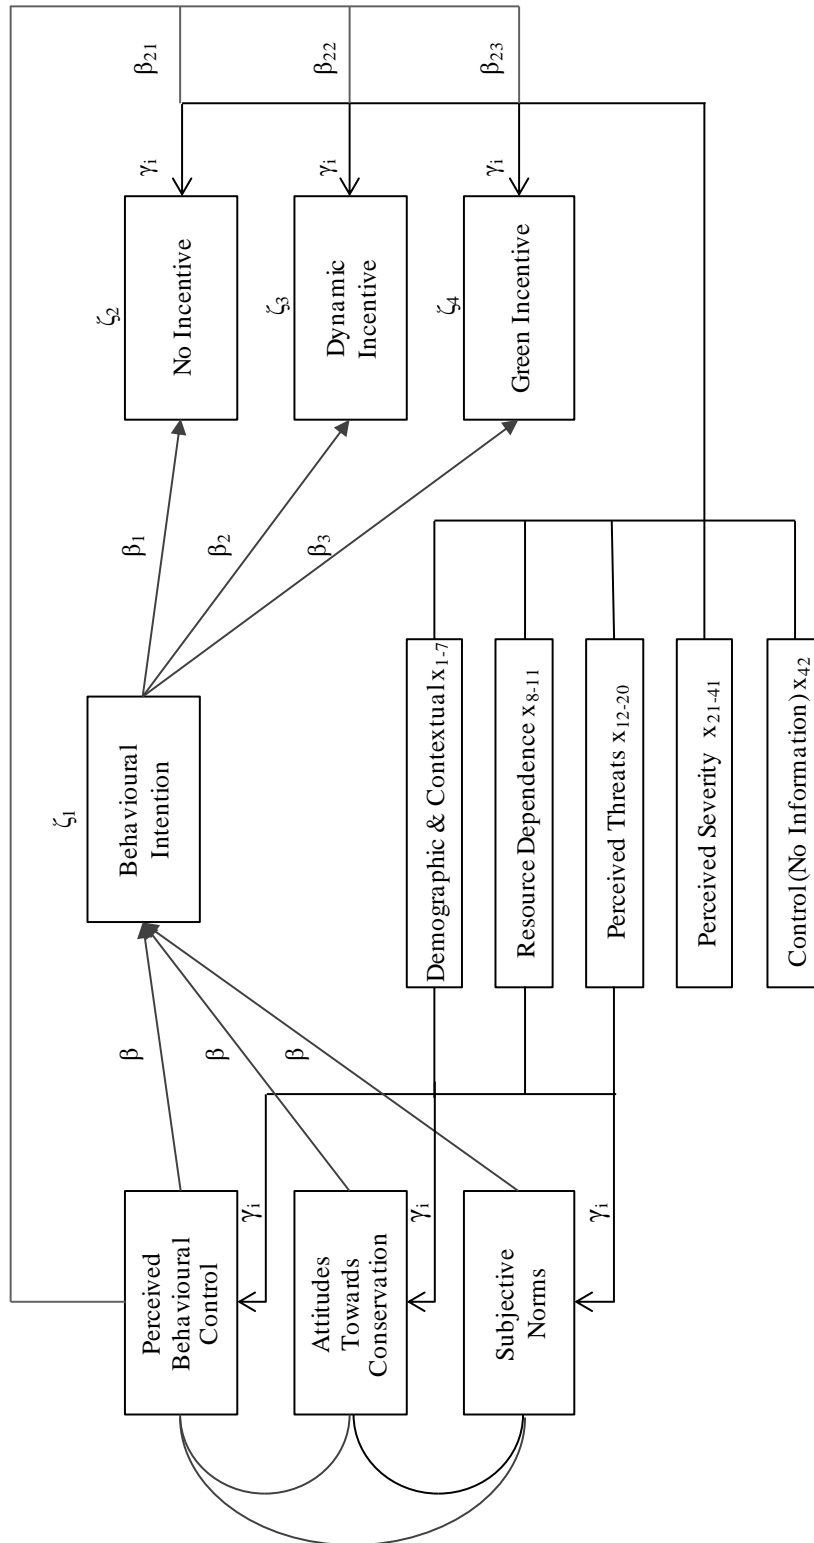 Perceived
Behavioural
Control
Attitudes
Towards
Conservation
Subjective
Norms
γi
γi
γi
β
β
β
ζ1
Behavioural
Intention
Demographic & Contextual x1-7
Resource Dependence x8-11
Perceived Threats x12-20
Perceived Severity x21-41
Control (No Information) x42
β1
β2
β3
ζ2
No Incentive
ζ3
Dynamic
Incentive
ζ4
Green Incentive
γi
γi
γi
β21
β22
β23